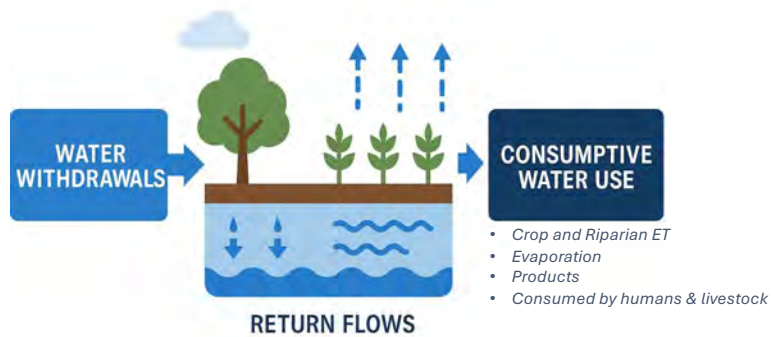 WATER
WITHDRAWALS
CONSUMPTIVE
WATER USE
• Crop and Riparian ET
• Evaporation
• Products
• Consumed by humans & livestock
RETURN FLOWS